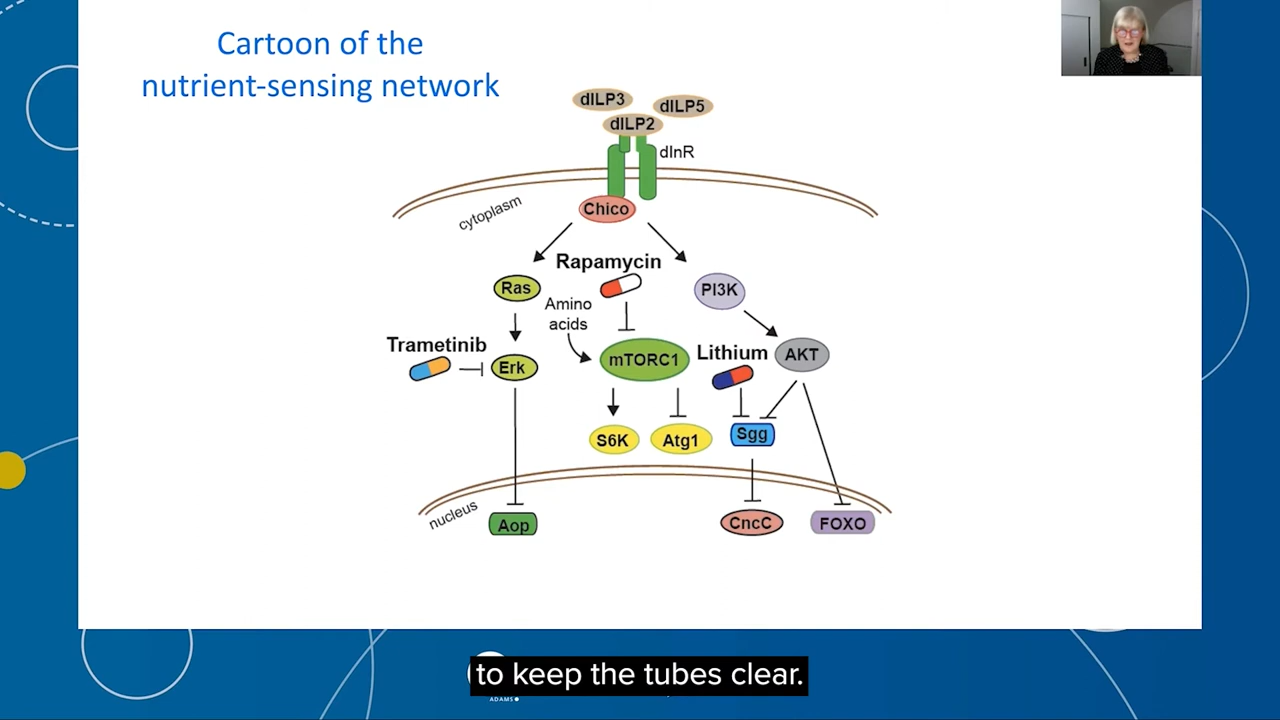 Cartoon of the
nutrient-sensing network
dILP3
dILP5
dILP2
dInR
cytoplasm
Chico
Rapamycin
Ras
PI3K
Amino
acids
Trametinib
Erk
mTORC1
Lithium
AKT
S6K
Atg1
Sgg
nucleus
Aop
CncC
FOXO
to keep the tubes clear.
ADAMS